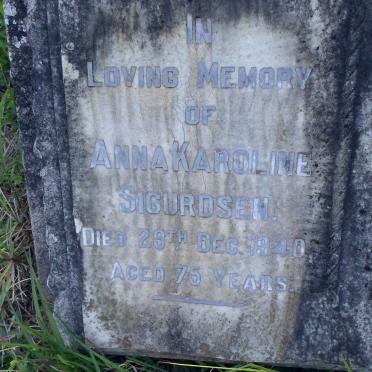 IN
LOVING MEMORY
OF
ANNA KAROLINE
SIGURDSEN.
DIED 29TH DEC. 1940
AGED 75 YEARS.